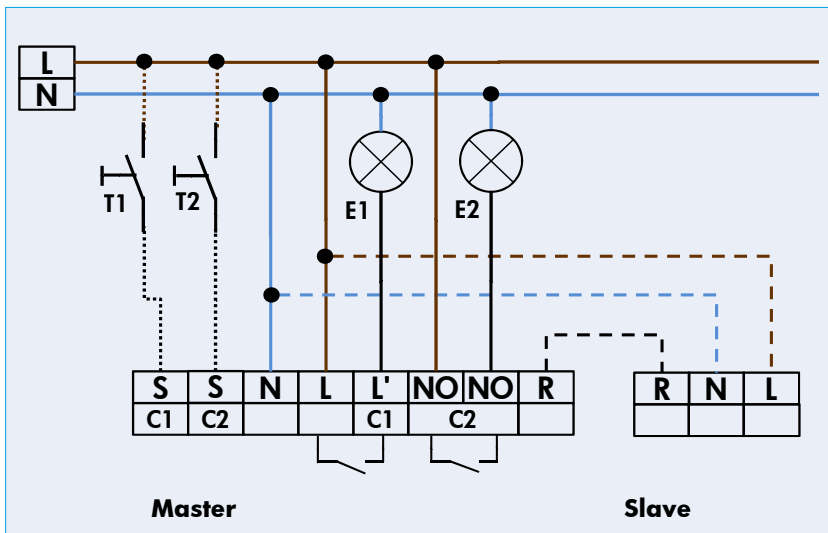 L
N
T1 T2 E1 E2
S S N L L' NO NO R R N L
C1 C2 C1 C2
Master Slave